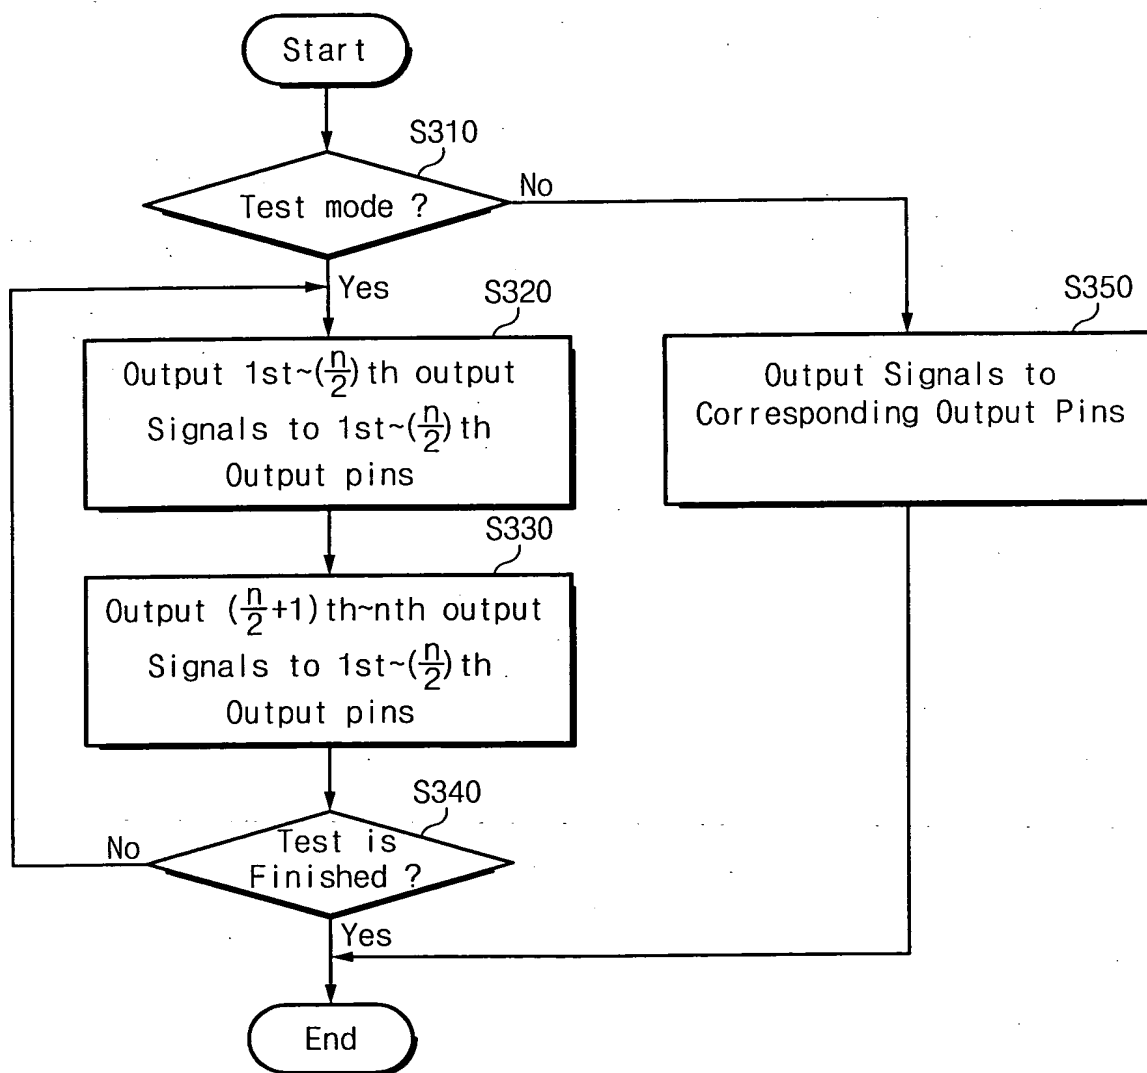 Start
S310
Test mode ?
No
Yes
S320
Output 1st~(n/2)th output
Signals to 1st~(n/2)th
Output pins
S350
Output Signals to
Corresponding Output Pins
S330
Output (n/2+1)th~nth output
Signals to 1st~(n/2)th
Output pins
S340
Test is
Finished ?
No
Yes
End